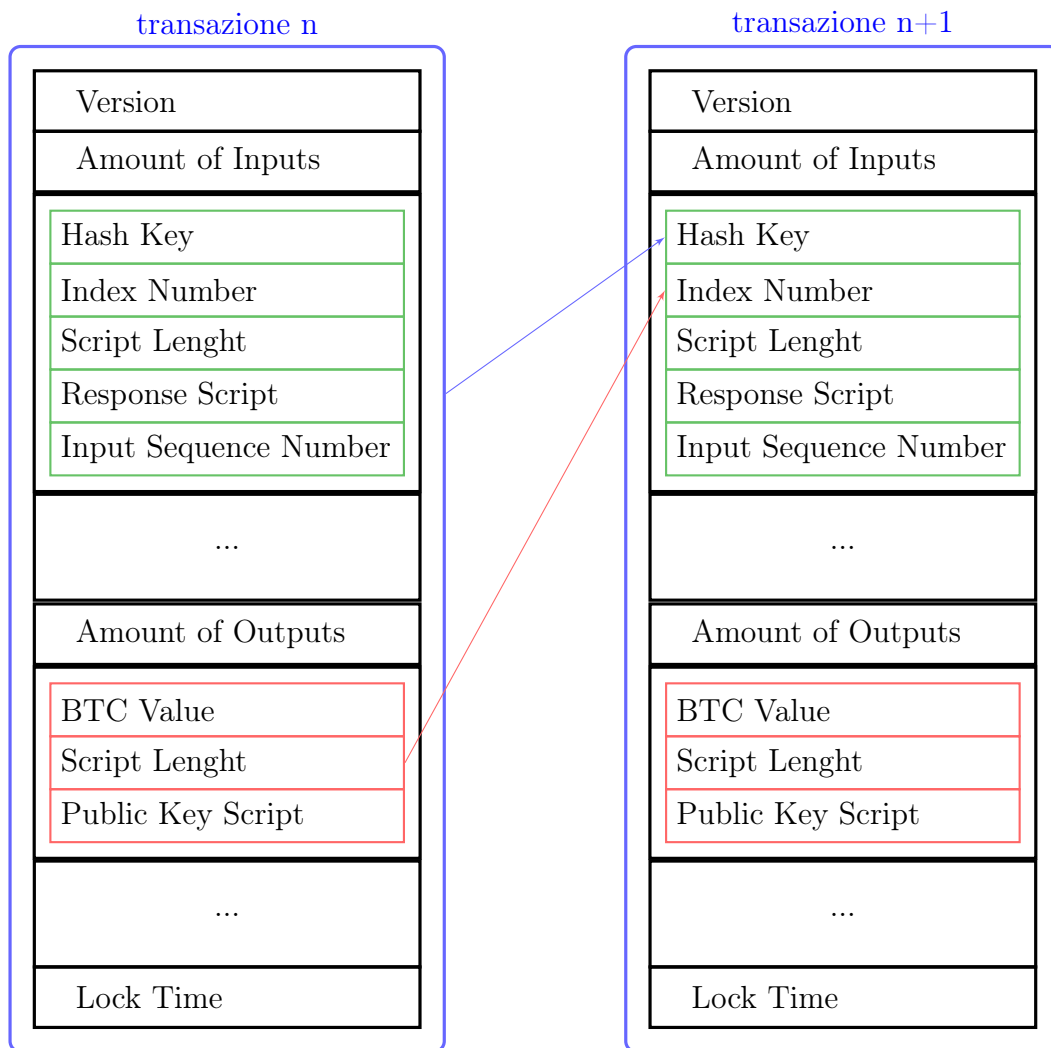 transazione n
Version
Amount of Inputs
Hash Key
Index Number
Script Lenght
Response Script
Input Sequence Number
...
Amount of Outputs
BTC Value
Script Lenght
Public Key Script
...
Lock Time
transazione n+1
Version
Amount of Inputs
Hash Key
Index Number
Script Lenght
Response Script
Input Sequence Number
...
Amount of Outputs
BTC Value
Script Lenght
Public Key Script
...
Lock Time